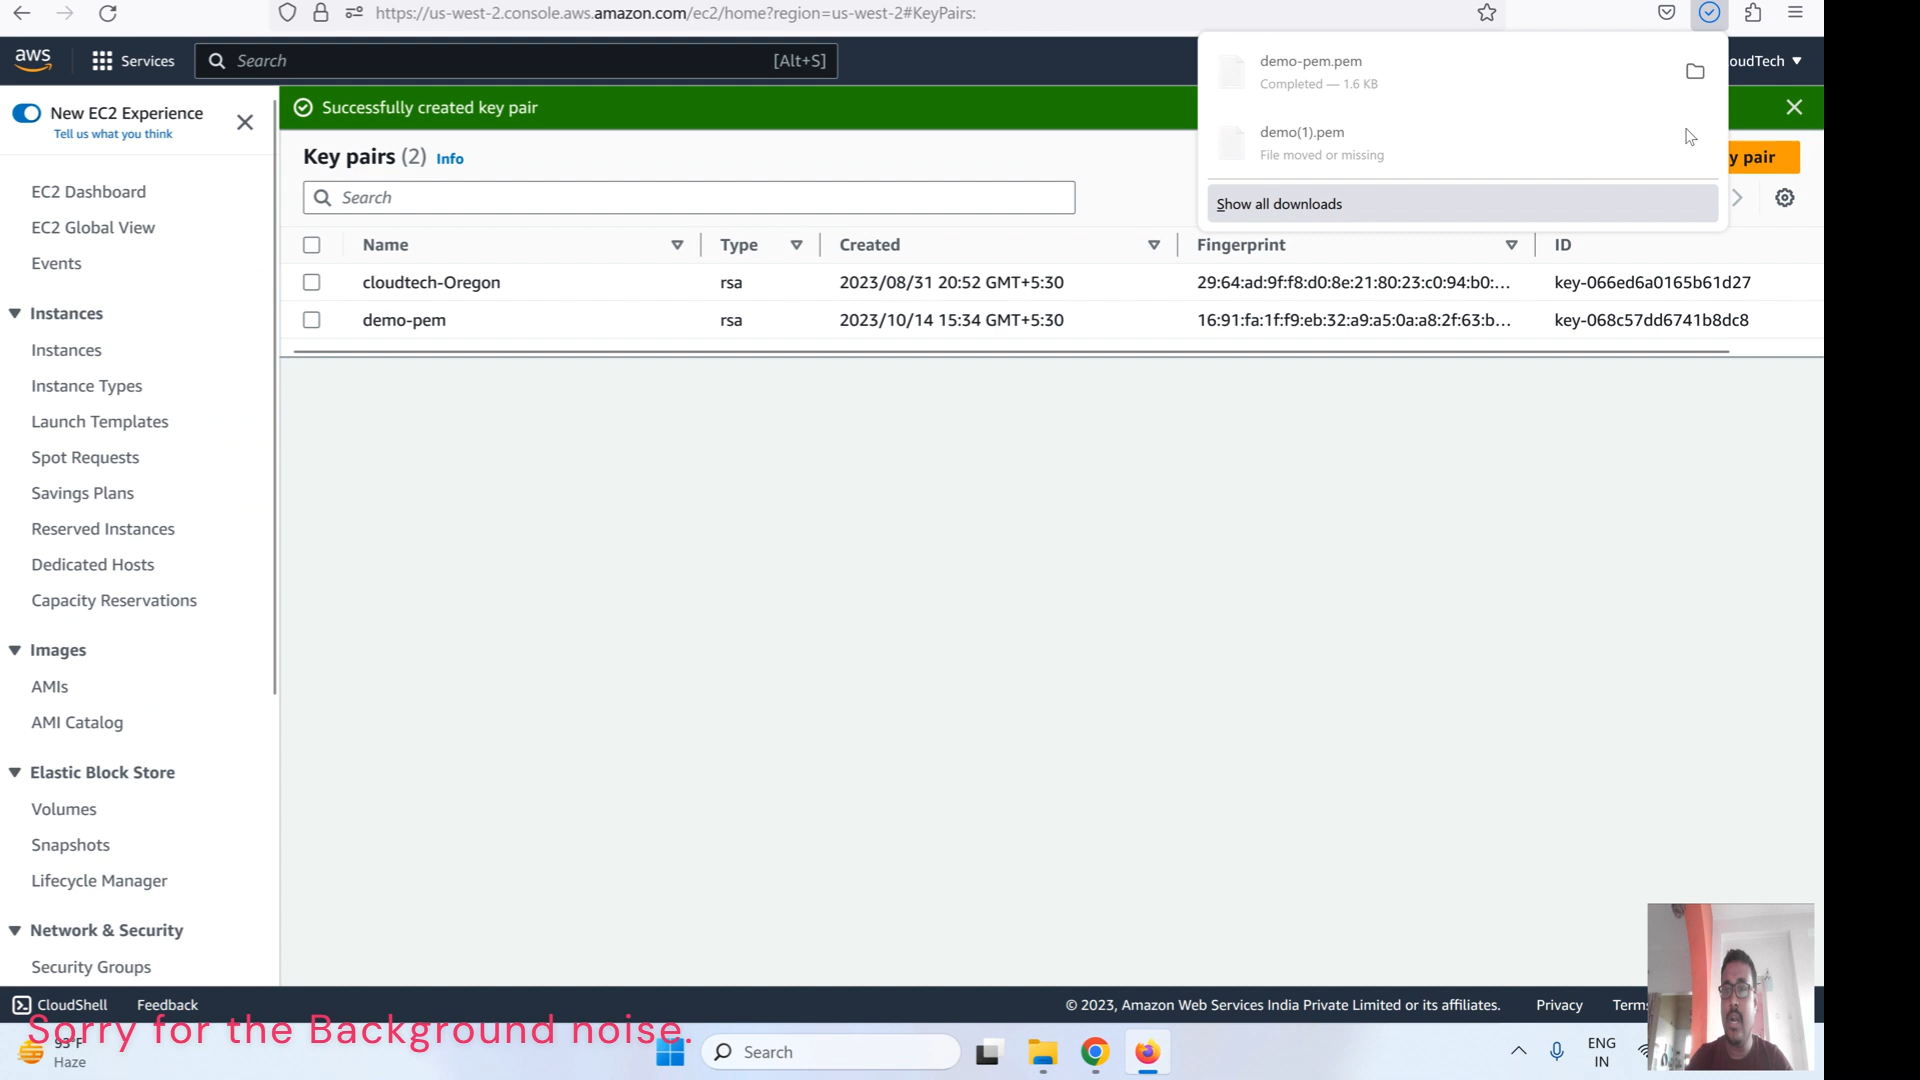 https://us-west-2.console.aws.amazon.com/ec2/home?region=us-west-2#KeyPairs:
aws
Services
Search
[Alt+S]
oudTech
demo-pem.pem
Completed — 1.6 KB
demo(1).pem
File moved or missing
Show all downloads
New EC2 Experience
Tell us what you think
Successfully created key pair
Key pairs (2) Info
y pair
Search
Name Type Created Fingerprint ID
cloudtech-Oregon rsa 2023/08/31 20:52 GMT+5:30 29:64:ad:9f:f8:d0:8e:21:80:23:c0:94:b0:... key-066ed6a0165b61d27
demo-pem rsa 2023/10/14 15:34 GMT+5:30 16:91:fa:1f:f9:eb:32:a9:a5:0a:a8:2f:63:b... key-068c57dd6741b8dc8
EC2 Dashboard
EC2 Global View
Events
Instances
Instances
Instance Types
Launch Templates
Spot Requests
Savings Plans
Reserved Instances
Dedicated Hosts
Capacity Reservations
Images
AMIs
AMI Catalog
Elastic Block Store
Volumes
Snapshots
Lifecycle Manager
Network & Security
Security Groups
CloudShell
Feedback
© 2023, Amazon Web Services India Private Limited or its affiliates.
Privacy
Terms
Sorry for the Background noise.
93°F
Haze
Search
ENG
IN